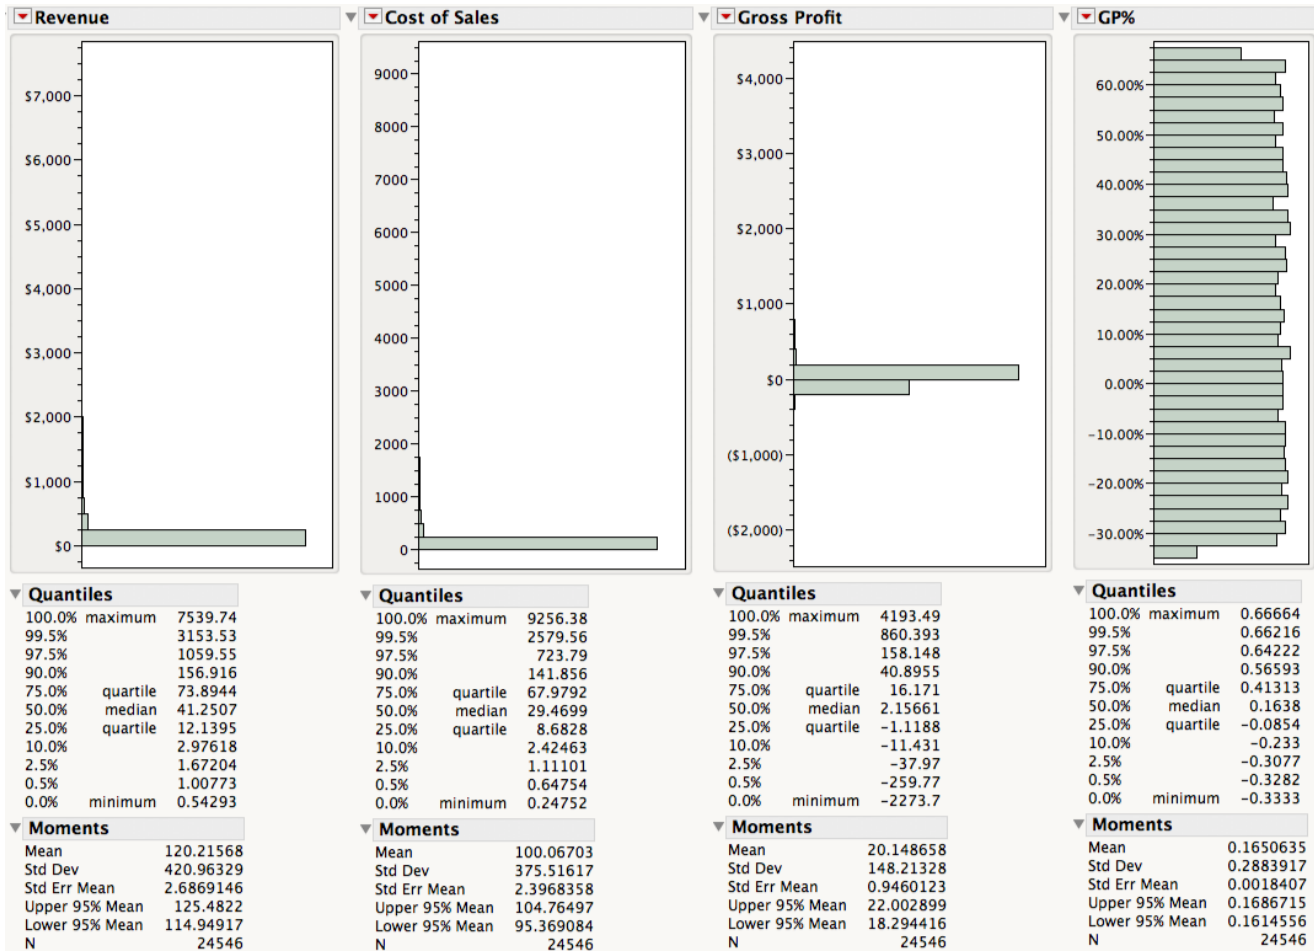 Revenue
$7,000
$6,000
$5,000
$4,000
$3,000
$2,000
$1,000
$0
Quantiles
100.0% maximum 7539.74
99.5% 3153.53
97.5% 1059.55
90.0% 156.916
75.0% quartile 73.8944
50.0% median 41.2507
25.0% quartile 12.1395
10.0% 2.97618
2.5% 1.67204
0.5% 1.00773
0.0% minimum 0.54293
Moments
Mean 120.21568
Std Dev 420.96329
Std Err Mean 2.6869146
Upper 95% Mean 125.4822
Lower 95% Mean 114.94917
N 24546
Cost of Sales
9000
8000
7000
6000
5000
4000
3000
2000
1000
0
Quantiles
100.0% maximum 9256.38
99.5% 2579.56
97.5% 723.79
90.0% 141.856
75.0% quartile 67.9792
50.0% median 29.4699
25.0% quartile 8.6828
10.0% 2.42463
2.5% 1.11101
0.5% 0.64754
0.0% minimum 0.24752
Moments
Mean 100.06703
Std Dev 375.51617
Std Err Mean 2.3968358
Upper 95% Mean 104.76497
Lower 95% Mean 95.369084
N 24546
Gross Profit
$4,000
$3,000
$2,000
$1,000
$0
($1,000)
($2,000)
Quantiles
100.0% maximum 4193.49
99.5% 860.393
97.5% 158.148
90.0% 40.8955
75.0% quartile 16.171
50.0% median 2.15661
25.0% quartile -1.1188
10.0% -11.431
2.5% -37.97
0.5% -259.77
0.0% minimum -2273.7
Moments
Mean 20.148658
Std Dev 148.21328
Std Err Mean 0.9460123
Upper 95% Mean 22.002899
Lower 95% Mean 18.294416
N 24546
GP%
60.00%
50.00%
40.00%
30.00%
20.00%
10.00%
0.00%
-10.00%
-20.00%
-30.00%
Quantiles
100.0% maximum 0.66664
99.5% 0.66216
97.5% 0.64222
90.0% 0.56593
75.0% quartile 0.41313
50.0% median 0.1638
25.0% quartile -0.0854
10.0% -0.233
2.5% -0.3077
0.5% -0.3282
0.0% minimum -0.3333
Moments
Mean 0.1650635
Std Dev 0.2883917
Std Err Mean 0.0018407
Upper 95% Mean 0.1686715
Lower 95% Mean 0.1614556
N 24546